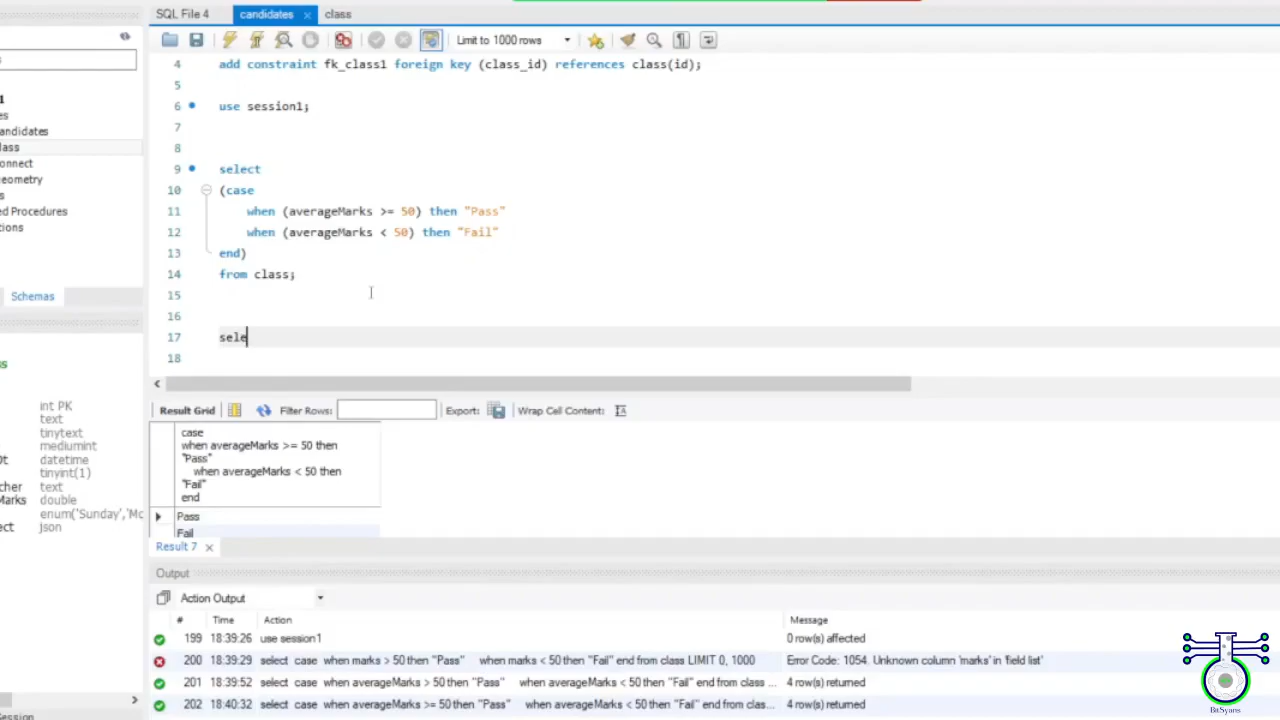 SQL File 4 candidates × class
s
Limit to 1000 rows
1
es
andidates
lass
onnect
eometry
s
ed Procedures
tions
Schemas
ss
int PK
text
tinytext
mediumint
Ot datetime
tinyint(1)
cher text
Marks double
enum('Sunday','Mo
ect json
Session
4 add constraint fk_class1 foreign key (class_id) references class(id);
5
6 use session1;
7
8
9 select
10 (case
11 when (averageMarks >= 50) then "Pass"
12 when (averageMarks < 50) then "Fail"
13 end)
14 from class;
15
16
17 sele
18
Result Grid Filter Rows: Export: Wrap Cell Content:
case
when averageMarks >= 50 then
"Pass"
when averageMarks < 50 then
"Fail"
end
Pass
Fail
Result 7 ×
Output
Action Output
# Time Action Message
199 18:39:26 use session1 0 row(s) affected
200 18:39:29 select case when marks > 50 then "Pass" when marks < 50 then "Fail" end from class LIMIT 0, 1000 Error Code: 1054. Unknown column 'marks' in 'field list'
201 18:39:52 select case when averageMarks > 50 then "Pass" when averageMarks < 50 then "Fail" end from class ... 4 row(s) returned
202 18:40:32 select case when averageMarks >= 50 then "Pass" when averageMarks < 50 then "Fail" end from clas... 4 row(s) returned
BitSyans